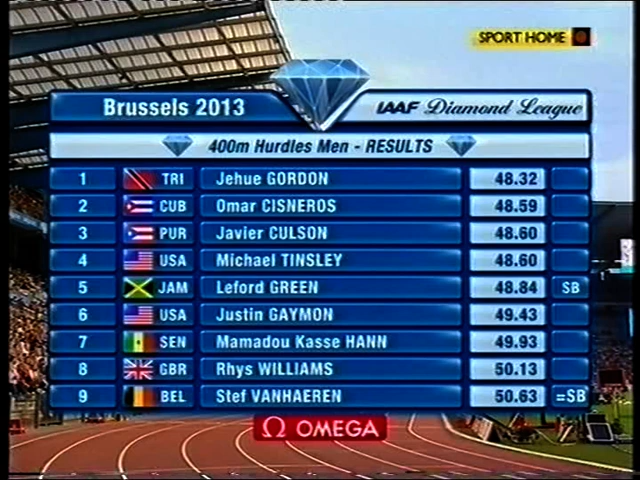 SPORT HOME
Brussels 2013 IAAF Diamond League
400m Hurdles Men - RESULTS
1 TRI Jehue GORDON 48.32
2 CUB Omar CISNEROS 48.59
3 PUR Javier CULSON 48.60
4 USA Michael TINSLEY 48.60
5 JAM Leford GREEN 48.84 SB
6 USA Justin GAYMON 49.43
7 SEN Mamadou Kasse HANN 49.93
8 GBR Rhys WILLIAMS 50.13
9 BEL Stef VANHAEREN 50.63 =SB
Ω OMEGA